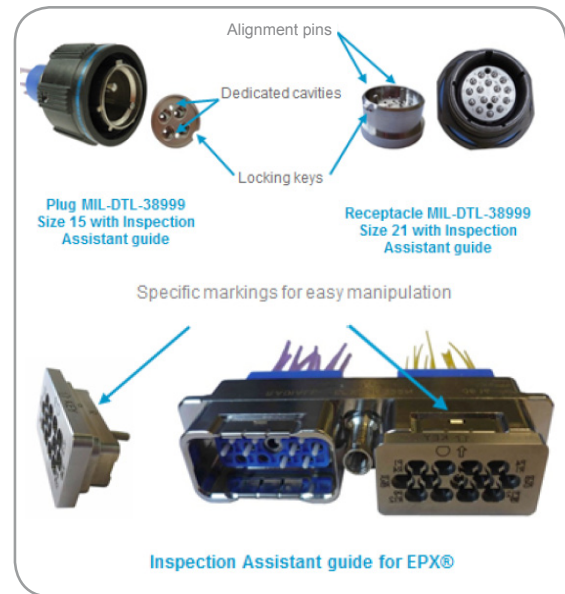 Alignment pins
Dedicated cavities
Locking keys
Plug MIL-DTL-38999
Size 15 with Inspection
Assistant guide
Receptacle MIL-DTL-38999
Size 21 with Inspection
Assistant guide
Specific markings for easy manipulation
Inspection Assistant guide for EPX®